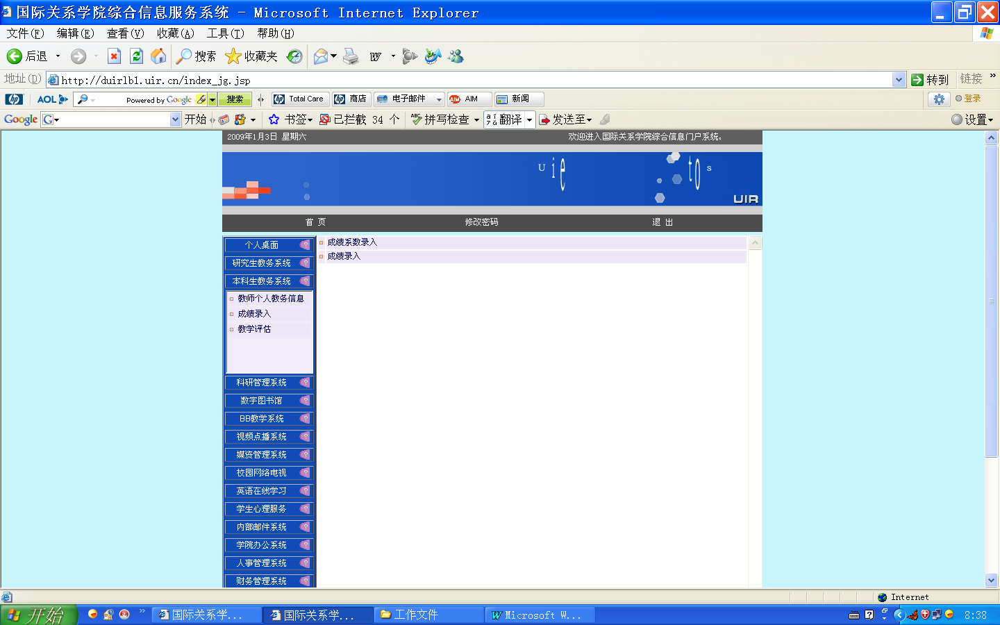 国际关系学院综合信息服务系统 - Microsoft Internet Explorer
文件(F) 编辑(E) 查看(V) 收藏(A) 工具(T) 帮助(H)
后退 搜索 收藏夹
地址(D) http://duirlb1.uir.cn/index_jg.jsp 转到 链接 »
hp AOL Powered by Google 搜索 Total Care 商店 电子邮件 AIM 新闻 登录
Google G 开始 书签 已拦截 34 个 拼写检查 翻译 发送至 设置
2009年1月3日 星期六 欢迎进入国际关系学院综合信息门户系统。
U i e t o s
UIR
首 页 修改密码 退 出
个人桌面
研究生教务系统
本科生教务系统
教师个人教务信息
成绩录入
教学评估
科研管理系统
数字图书馆
BB教学系统
视频点播系统
媒资管理系统
校园网络电视
英语在线学习
学生心理服务
内部邮件系统
学院办公系统
人事管理系统
财务管理系统
成绩系数录入
成绩录入
Internet
开始 国际关系学... 国际关系学... 工作文件 Microsoft W... 8:38